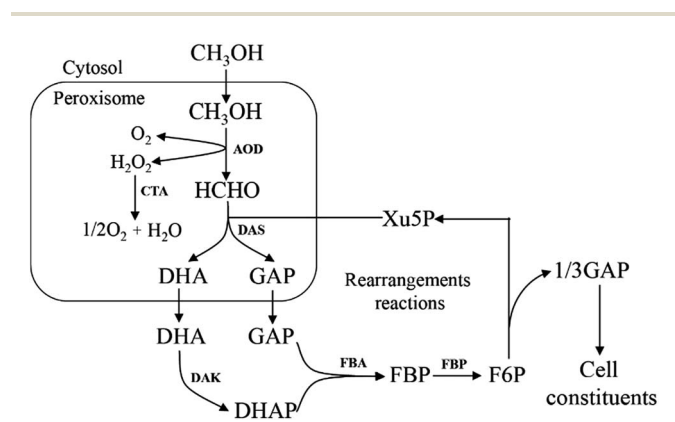 CH3OH
Cytosol
Peroxisome
CH3OH
O2
AOD
H2O2
CTA
HCHO
1/2O2 + H2O
DAS
Xu5P
DHA
GAP
Rearrangements
reactions
1/3GAP
DHA
GAP
FBA
FBP
FBP
F6P
Cell
constituents
DAK
DHAP